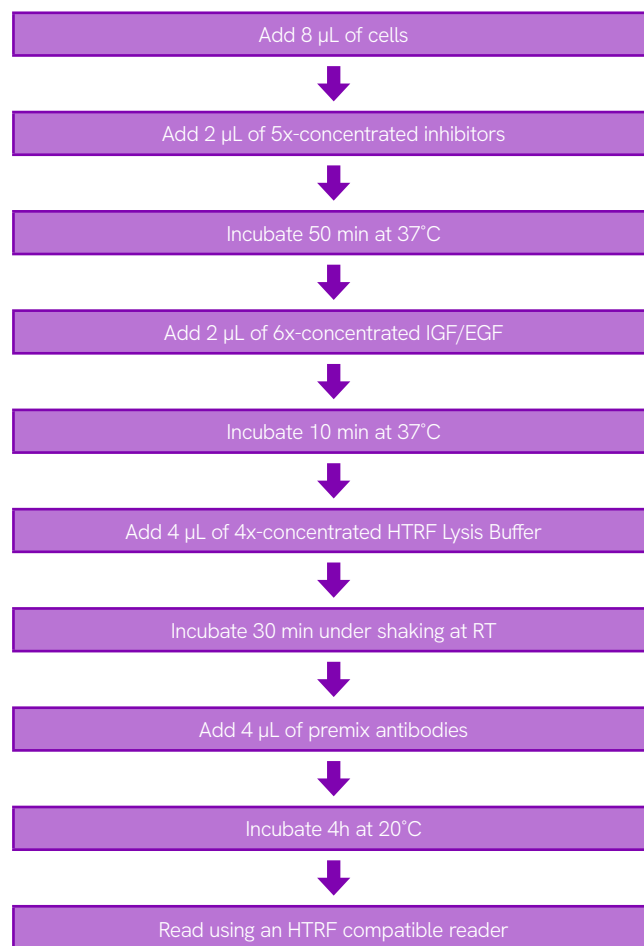 Add 8 µL of cells
Add 2 µL of 5x-concentrated inhibitors
Incubate 50 min at 37˚C
Add 2 µL of 6x-concentrated IGF/EGF
Incubate 10 min at 37˚C
Add 4 µL of 4x-concentrated HTRF Lysis Buffer
Incubate 30 min under shaking at RT
Add 4 µL of premix antibodies
Incubate 4h at 20˚C
Read using an HTRF compatible reader